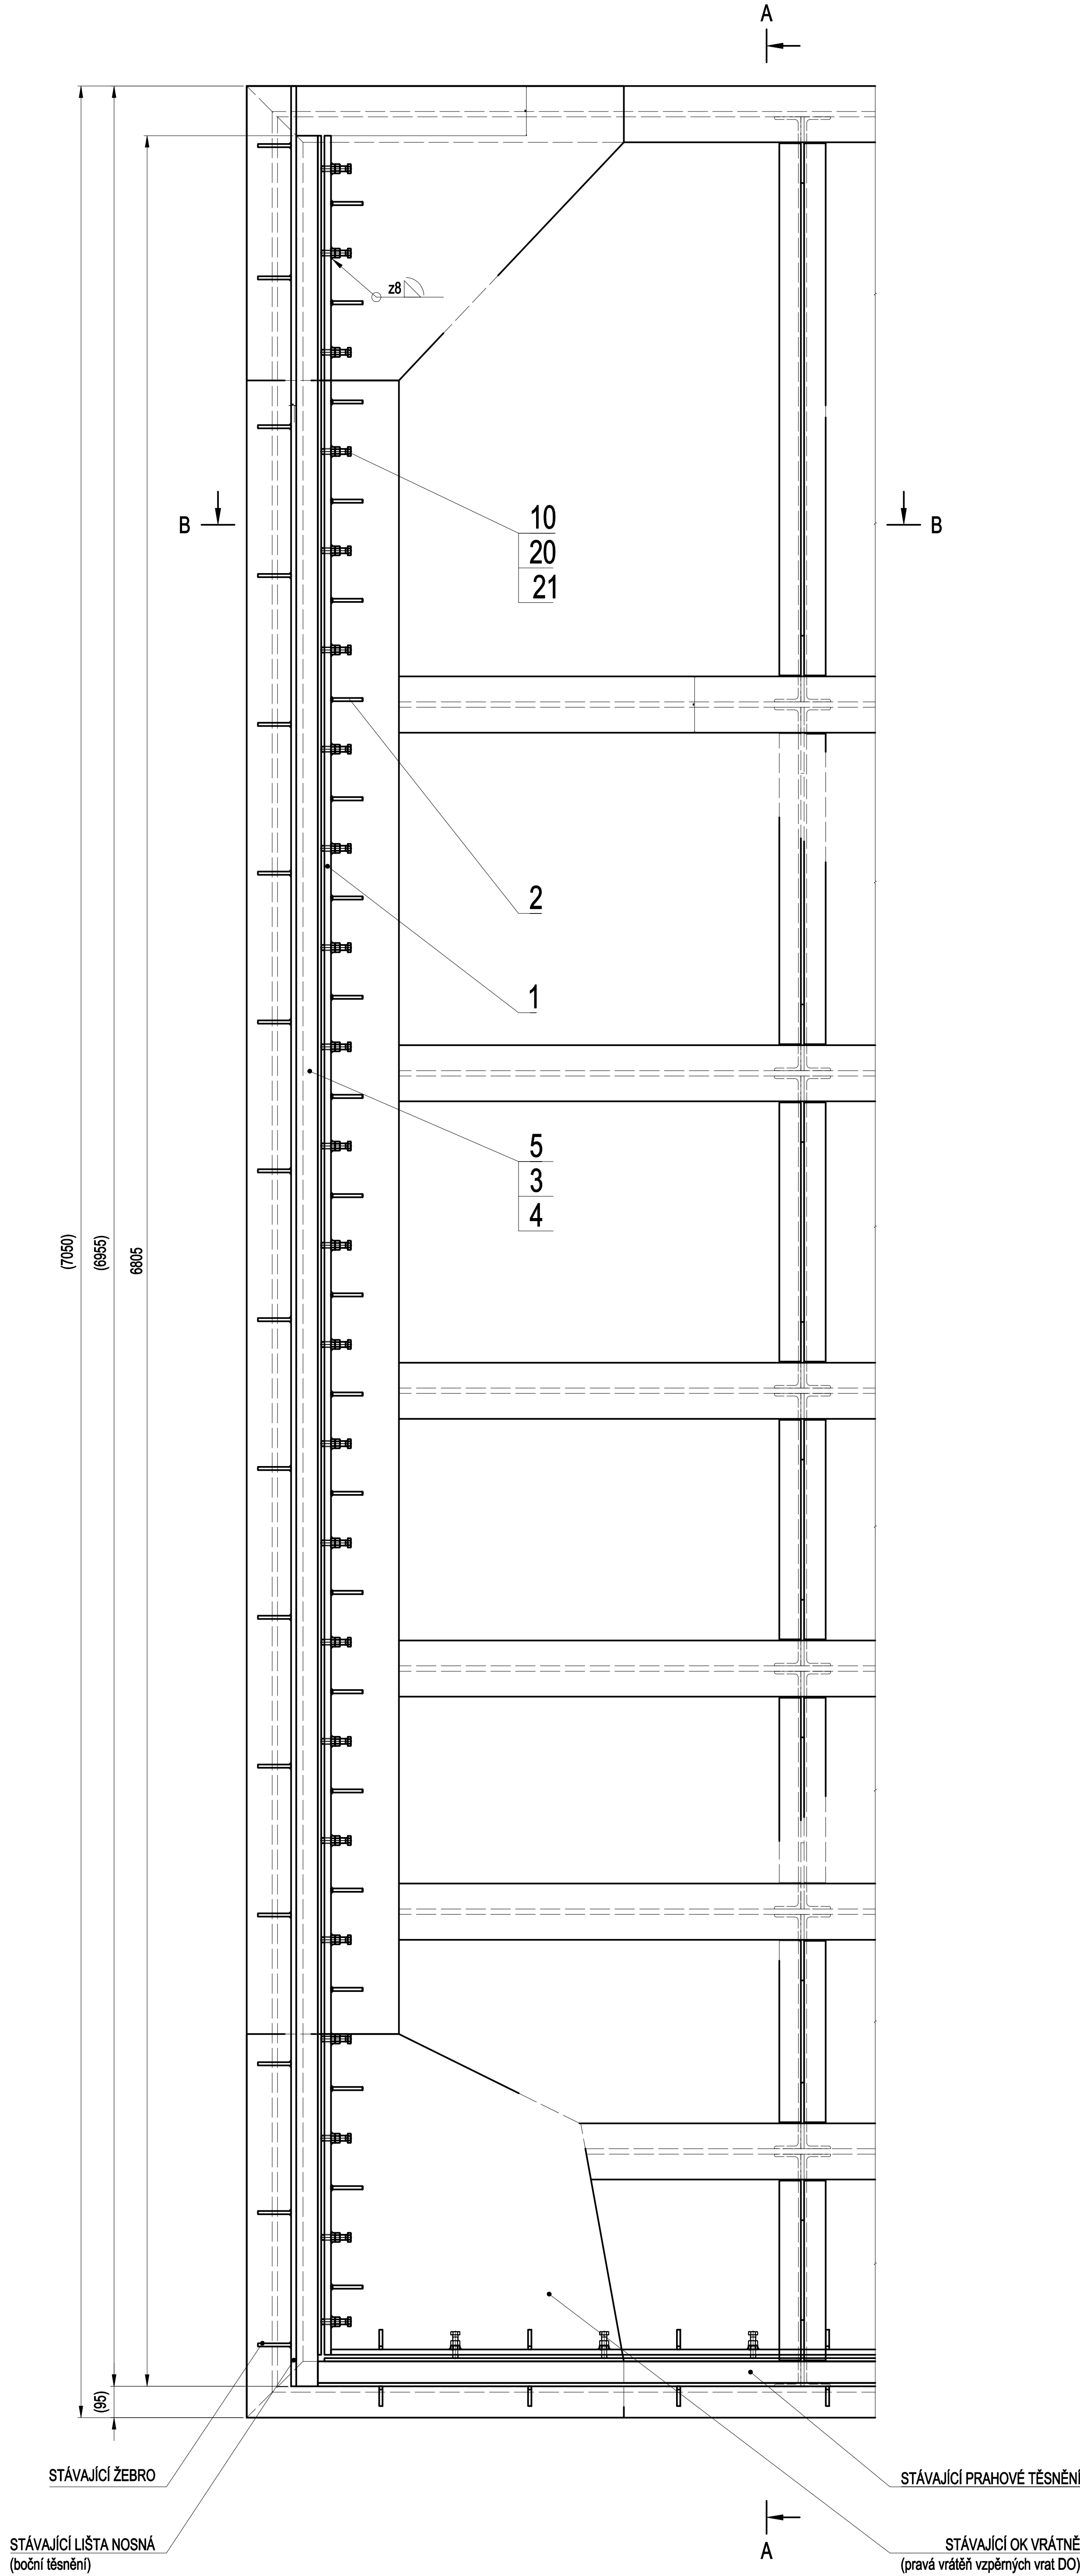 A
z8
B
B
10
20
21
2
1
5
3
4
(7050)
(6955)
6805
(95)
STÁVAJÍCÍ ŽEBRO
STÁVAJÍCÍ PRAHOVÉ TĚSNĚNÍ
STÁVAJÍCÍ LIŠTA NOSNÁ
(boční těsnění)
A
STÁVAJÍCÍ OK VRÁTNĚ
(pravá vrátěň vzpěrných vrat DO)